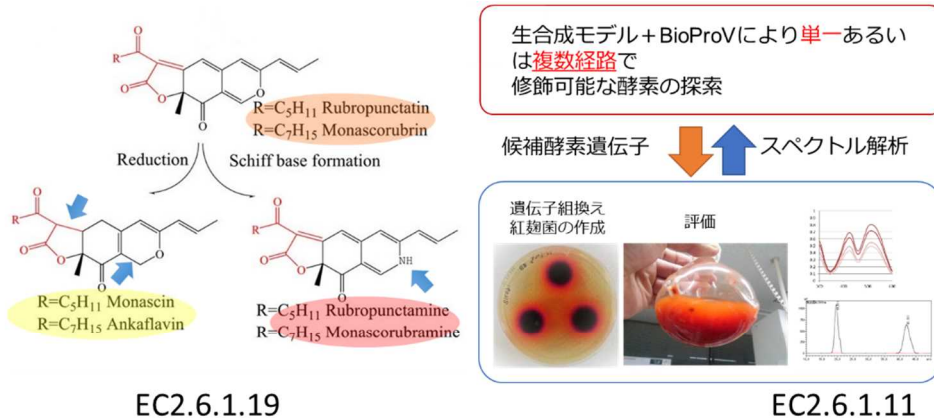 R
O
O
O
O
O
R=C5H11 Rubropunctatin
R=C7H15 Monascorubrin
Reduction
Schiff base formation
R
O
O
O
O
O
R=C5H11 Monascin
R=C7H15 Ankaflavin
R
O
O
O
O
NH
R=C5H11 Rubropunctamine
R=C7H15 Monascorubramine
EC2.6.1.19
生合成モデル+BioProVにより単一あるい
は複数経路で
修飾可能な酵素の探索
候補酵素遺伝子
スペクトル解析
遺伝子組換え
紅麹菌の作成
評価
EC2.6.1.11